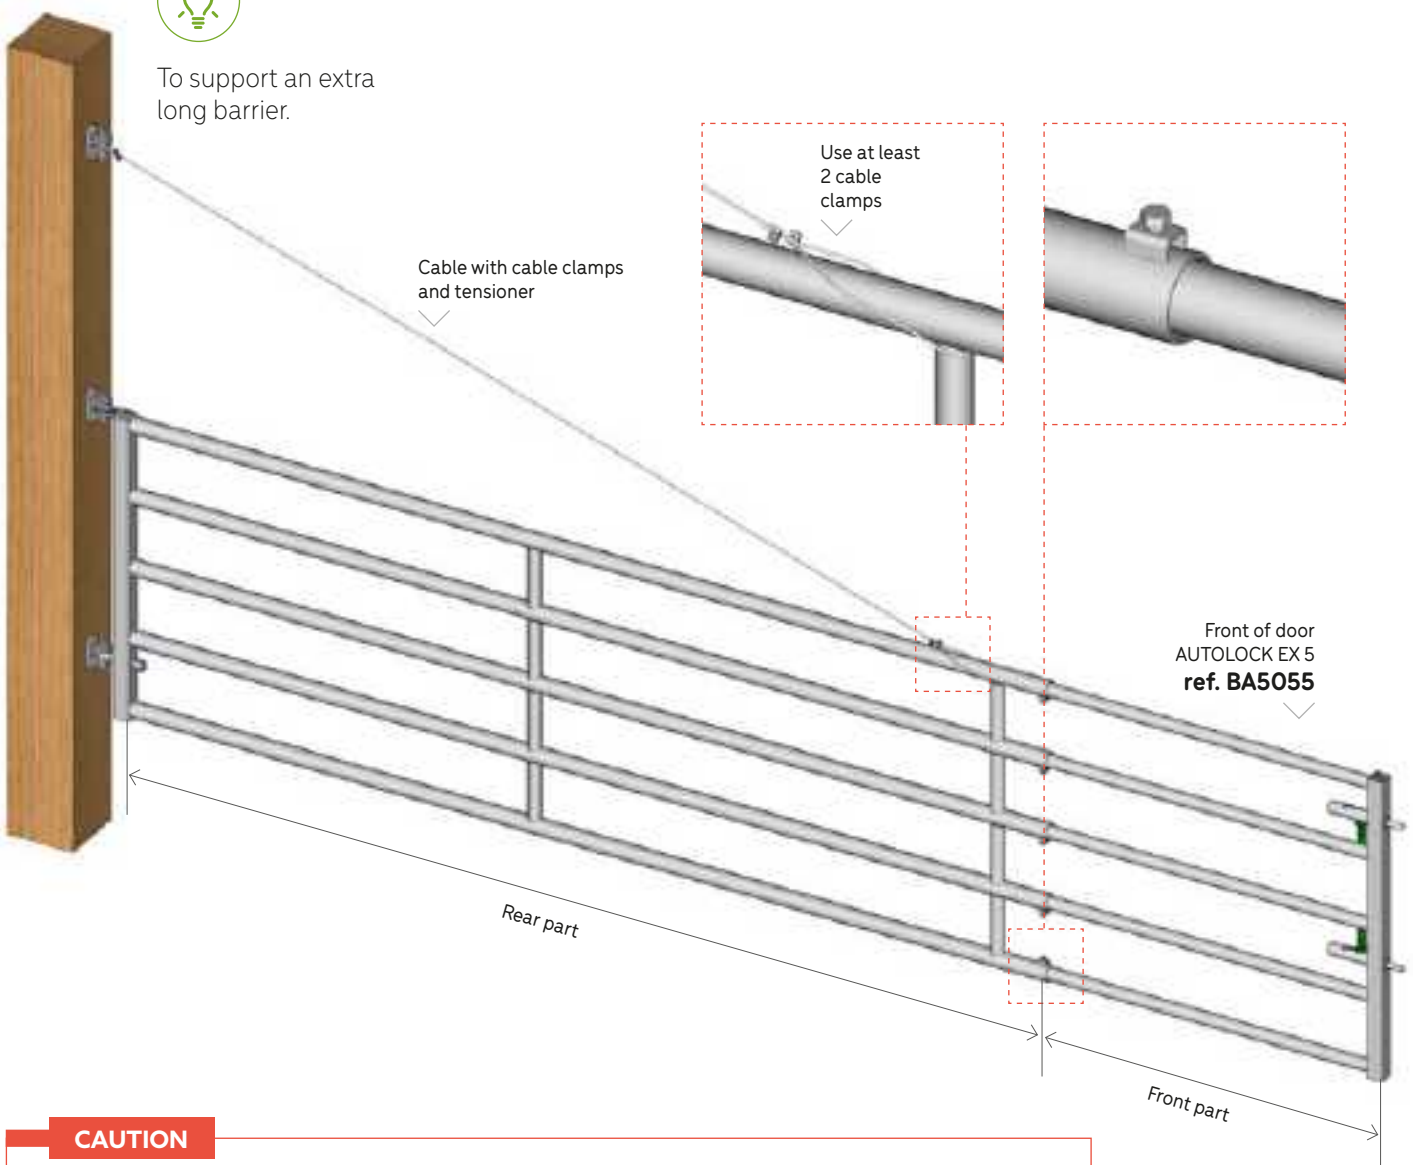 To support an extra
long barrier.
Use at least
2 cable
clamps
Cable with cable clamps
and tensioner
Front of door
AUTOLOCK EX 5
ref. BA5055
Rear part
Front part
CAUTION